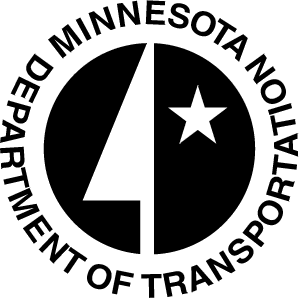 MINNESOTA
DEPARTMENT OF TRANSPORTATION